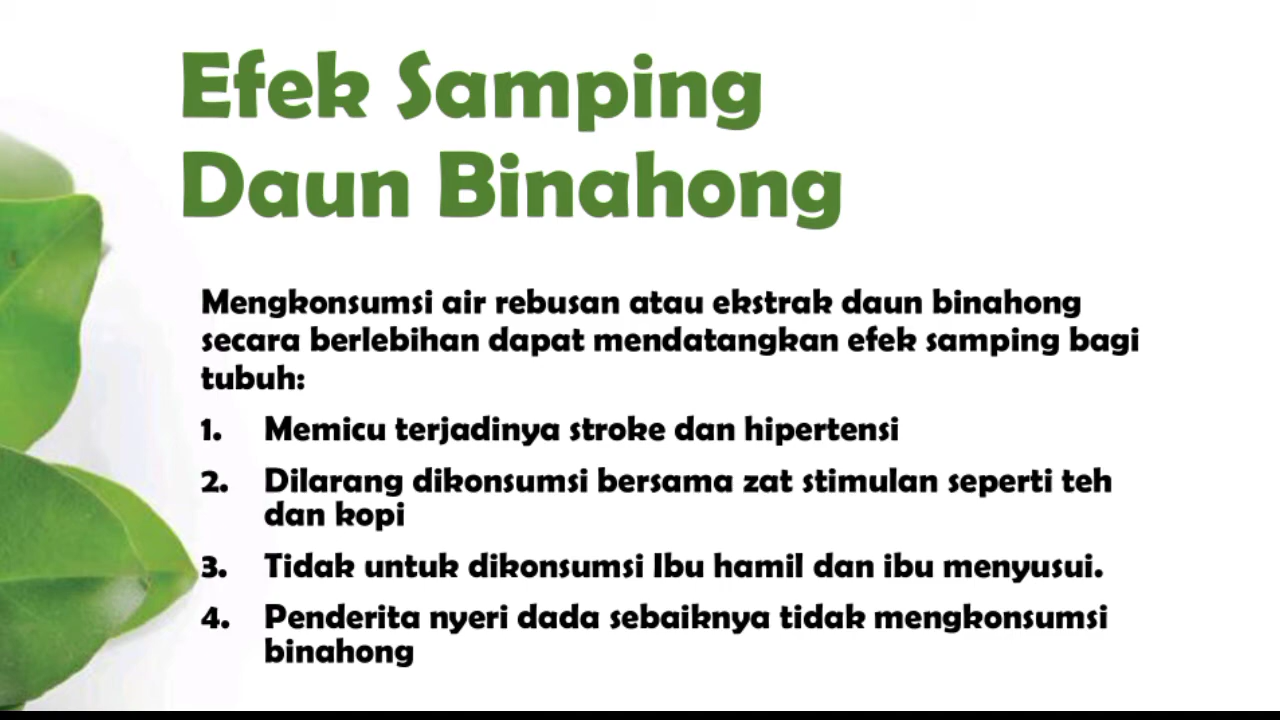 Efek Samping
Daun Binahong
Mengkonsumsi air rebusan atau ekstrak daun binahong
secara berlebihan dapat mendatangkan efek samping bagi
tubuh:
1. Memicu terjadinya stroke dan hipertensi
2. Dilarang dikonsumsi bersama zat stimulan seperti teh
dan kopi
3. Tidak untuk dikonsumsi Ibu hamil dan ibu menyusui.
4. Penderita nyeri dada sebaiknya tidak mengkonsumsi
binahong